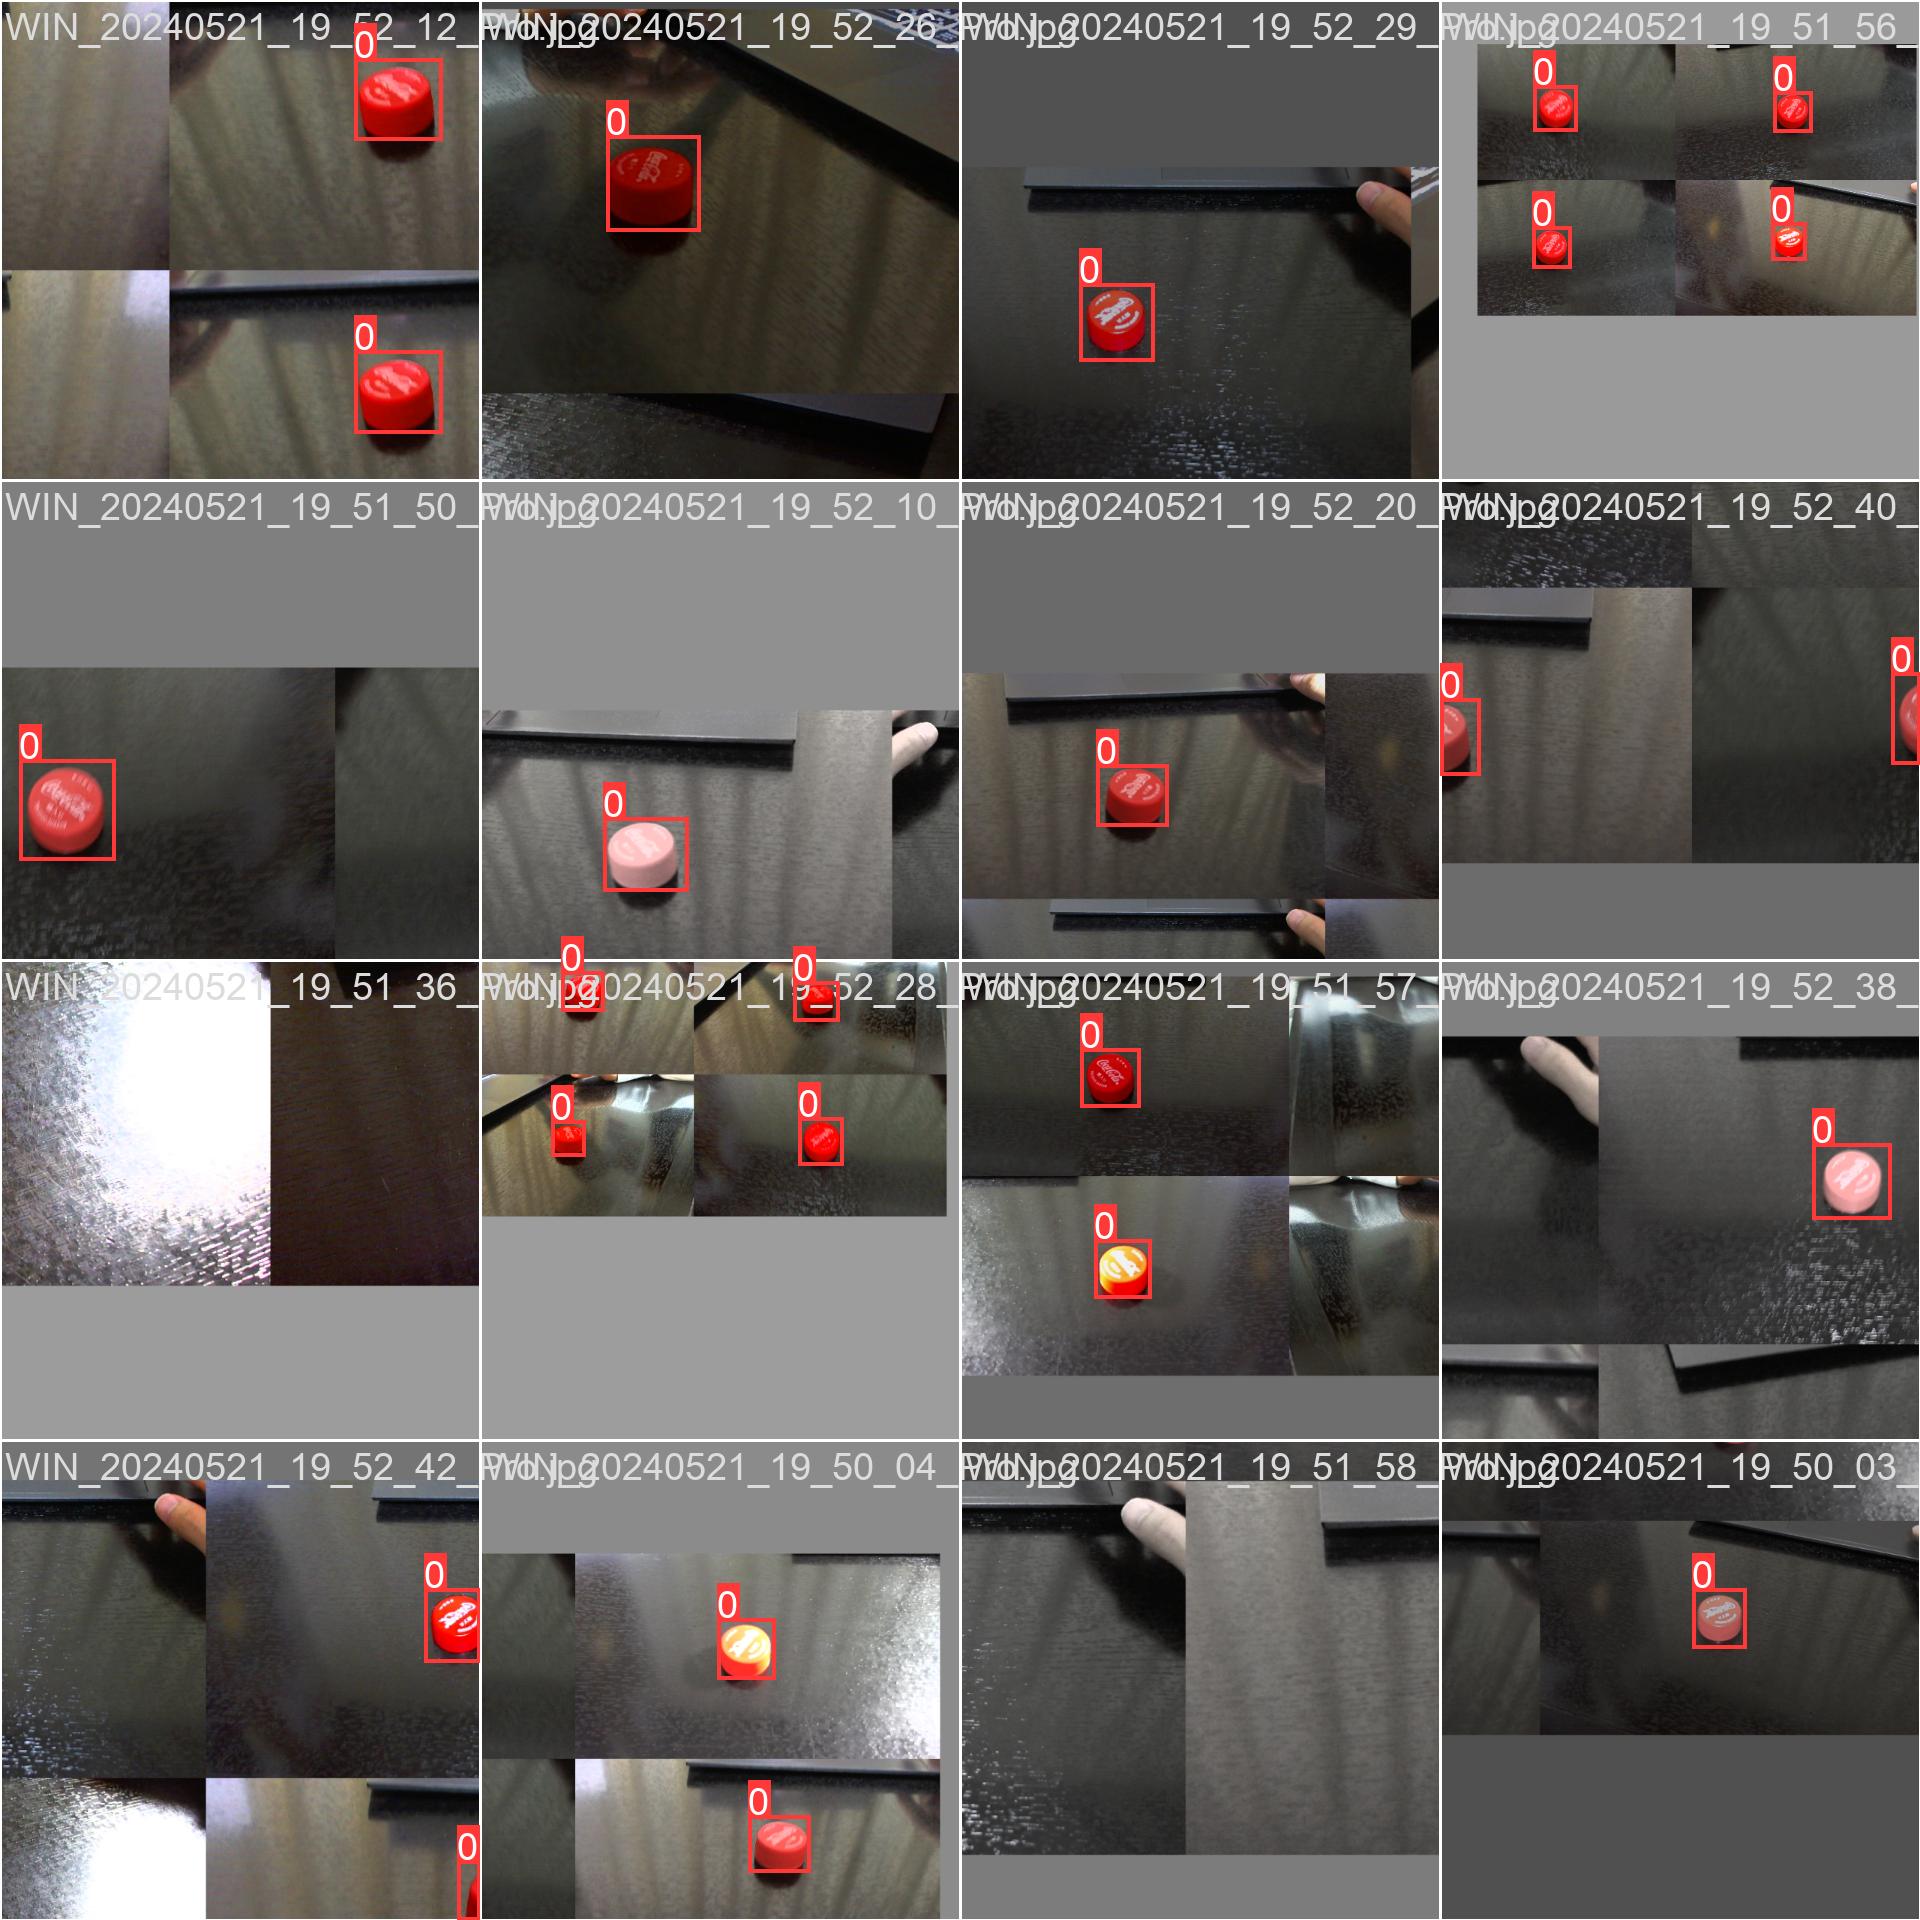 WIN_20240521_19_52_12_Pro.jpg
0
0
WIN_20240521_19_52_26_Pro.jpg
0
WIN_20240521_19_52_29_Pro.jpg
0
WIN_20240521_19_51_56_
0
0
0
0
WIN_20240521_19_51_50_Pro.jpg
0
WIN_20240521_19_52_10_Pro.jpg
0
WIN_20240521_19_52_20_Pro.jpg
0
WIN_20240521_19_52_40_
0
0
WIN_20240521_19_51_36_Pro.jpg
WIN_20240521_19_52_28_Pro.jpg
0
0
0
0
WIN_20240521_19_51_57_Pro.jpg
0
Coca-Cola
0
WIN_20240521_19_52_38_
0
WIN_20240521_19_52_42_Pro.jpg
0
0
WIN_20240521_19_50_04_Pro.jpg
0
0
WIN_20240521_19_51_58_Pro.jpg
WIN_20240521_19_50_03_
0